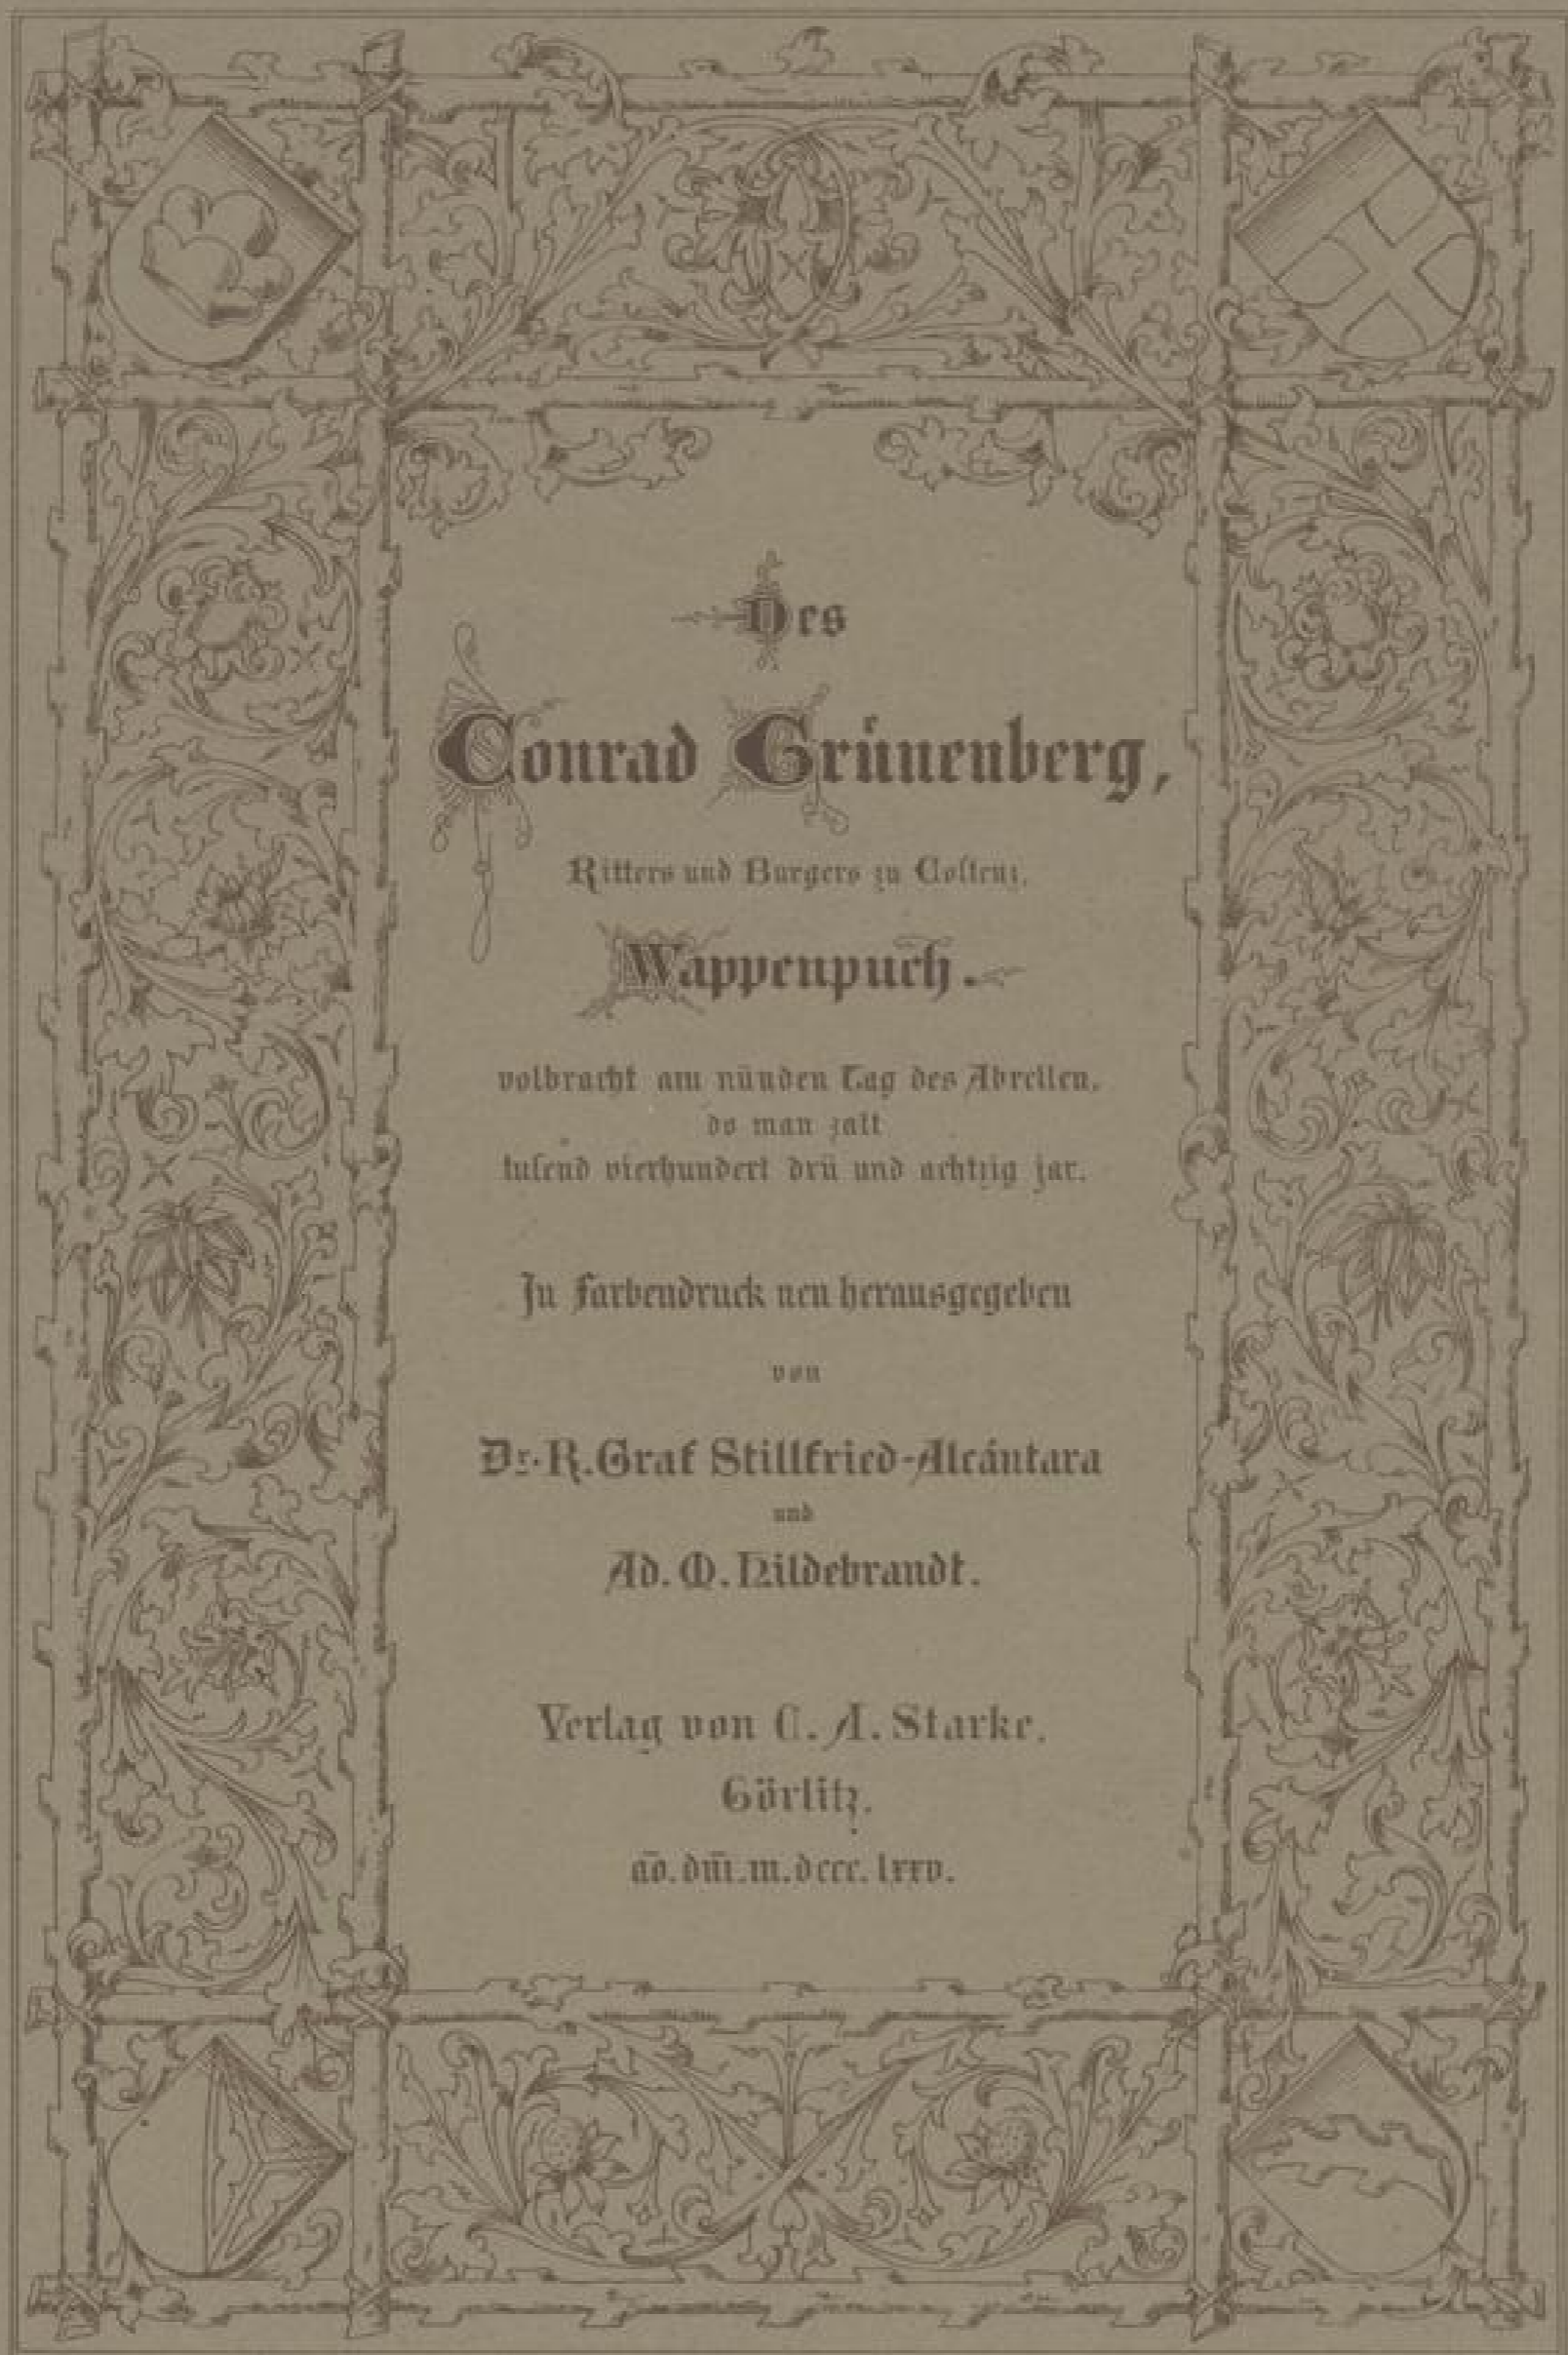 Des
Conrad Grünenberg,
Ritters und Burgers zu Costenz,
Wappenpuch.
volbracht am nünden Tag des Abrellen,
do man zalt
tusend vierhundert drü und achtzig jar.
In Farbendruck neu herausgegeben
von
Dr. R. Graf Stillfried-Alcántara
und
Ad. M. Hildebrandt.
Verlag von C. A. Starke.
Görlitz.
ao. dm̄. m. dccc. lxxv.